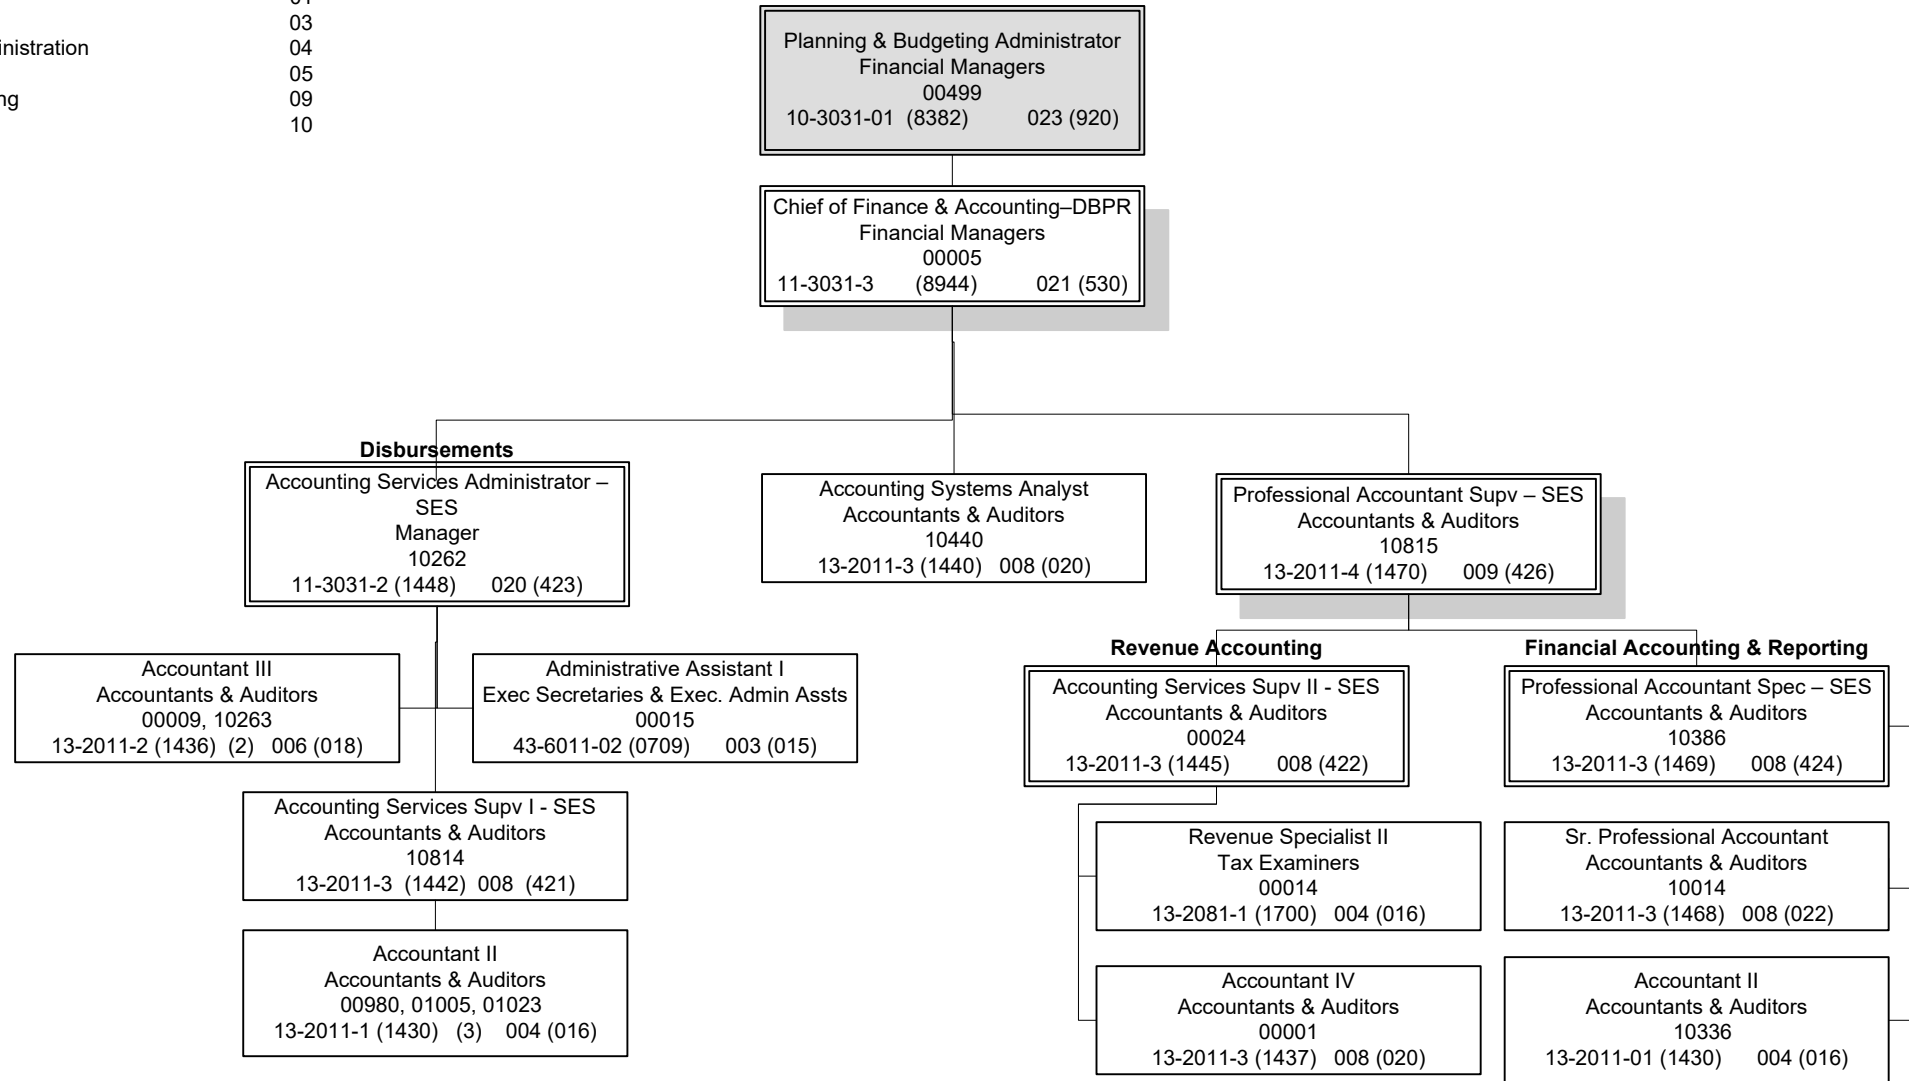 03
inistration 04
05
ng 09
10
Planning & Budgeting Administrator
Financial Managers
00499
10-3031-01 (8382) 023 (920)
Chief of Finance & Accounting–DBPR
Financial Managers
00005
11-3031-3 (8944) 021 (530)
Disbursements
Accounting Services Administrator –
SES
Manager
10262
11-3031-2 (1448) 020 (423)
Accounting Systems Analyst
Accountants & Auditors
10440
13-2011-3 (1440) 008 (020)
Professional Accountant Supv – SES
Accountants & Auditors
10815
13-2011-4 (1470) 009 (426)
Accountant III
Accountants & Auditors
00009, 10263
13-2011-2 (1436) (2) 006 (018)
Administrative Assistant I
Exec Secretaries & Exec. Admin Assts
00015
43-6011-02 (0709) 003 (015)
Accounting Services Supv I - SES
Accountants & Auditors
10814
13-2011-3 (1442) 008 (421)
Accountant II
Accountants & Auditors
00980, 01005, 01023
13-2011-1 (1430) (3) 004 (016)
Revenue Accounting
Accounting Services Supv II - SES
Accountants & Auditors
00024
13-2011-3 (1445) 008 (422)
Revenue Specialist II
Tax Examiners
00014
13-2081-1 (1700) 004 (016)
Accountant IV
Accountants & Auditors
00001
13-2011-3 (1437) 008 (020)
Financial Accounting & Reporting
Professional Accountant Spec – SES
Accountants & Auditors
10386
13-2011-3 (1469) 008 (424)
Sr. Professional Accountant
Accountants & Auditors
10014
13-2011-3 (1468) 008 (022)
Accountant II
Accountants & Auditors
10336
13-2011-01 (1430) 004 (016)